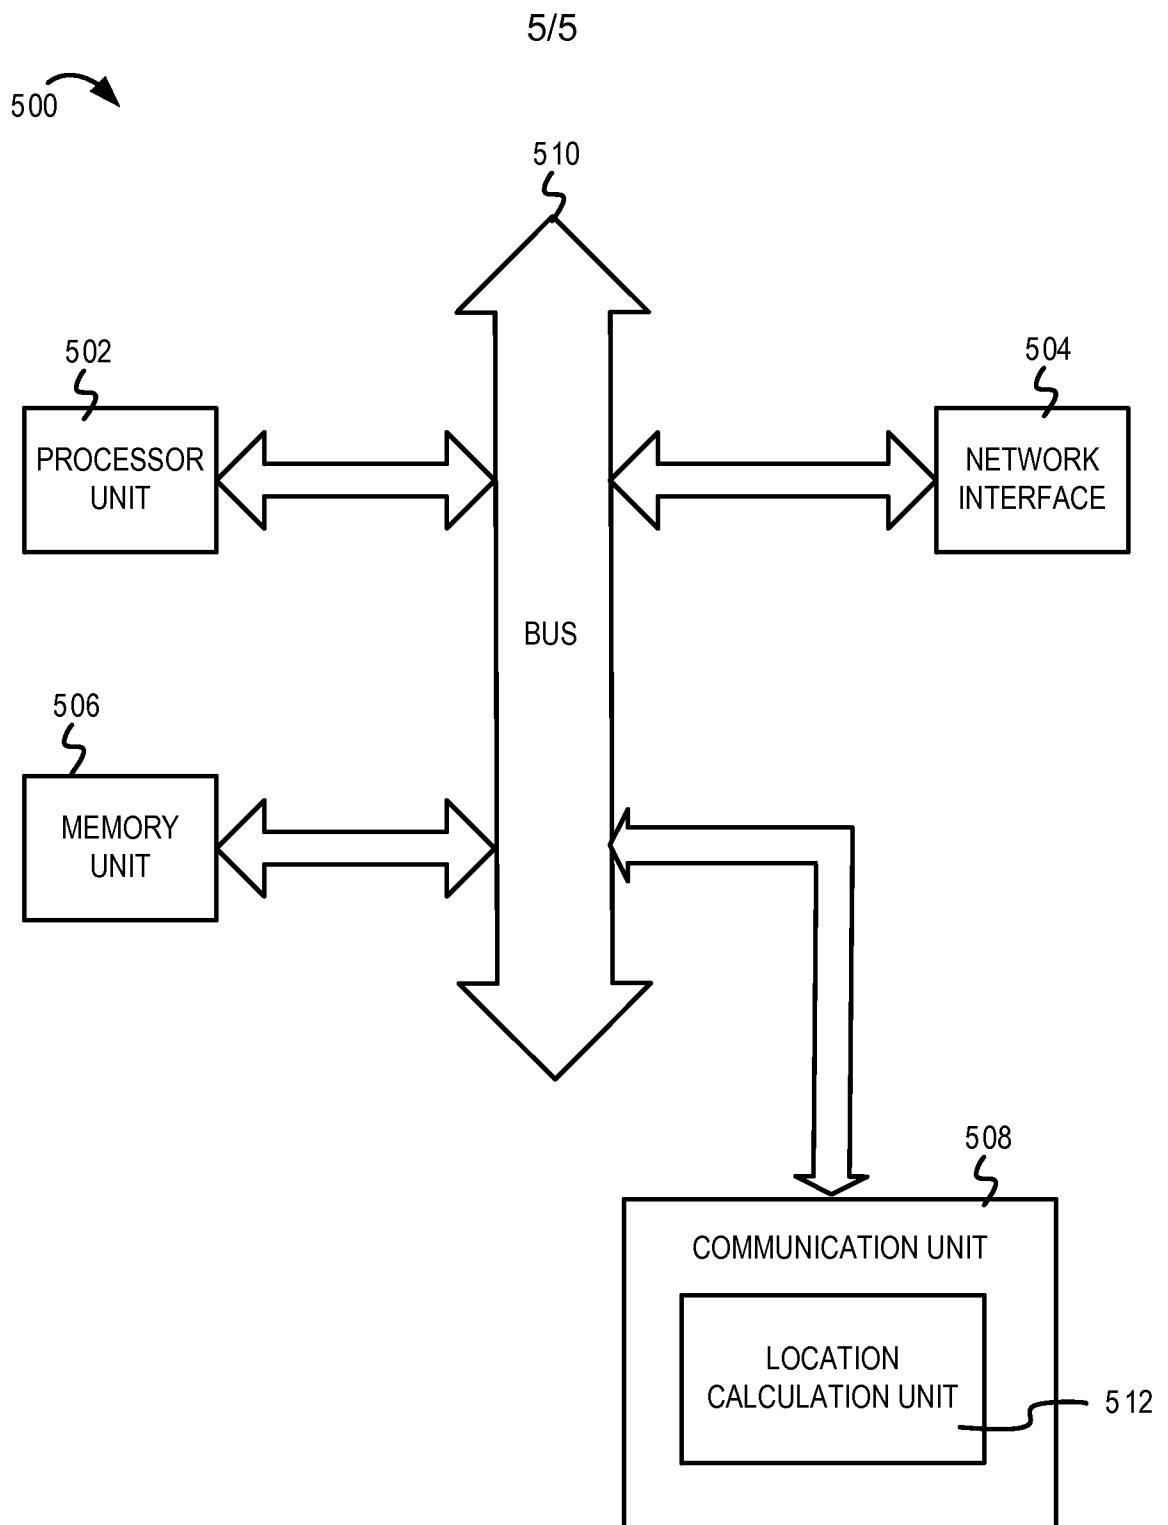 5/5
500
510
502
504
PROCESSOR
UNIT
NETWORK
INTERFACE
BUS
506
MEMORY
UNIT
508
COMMUNICATION UNIT
LOCATION
CALCULATION UNIT
512